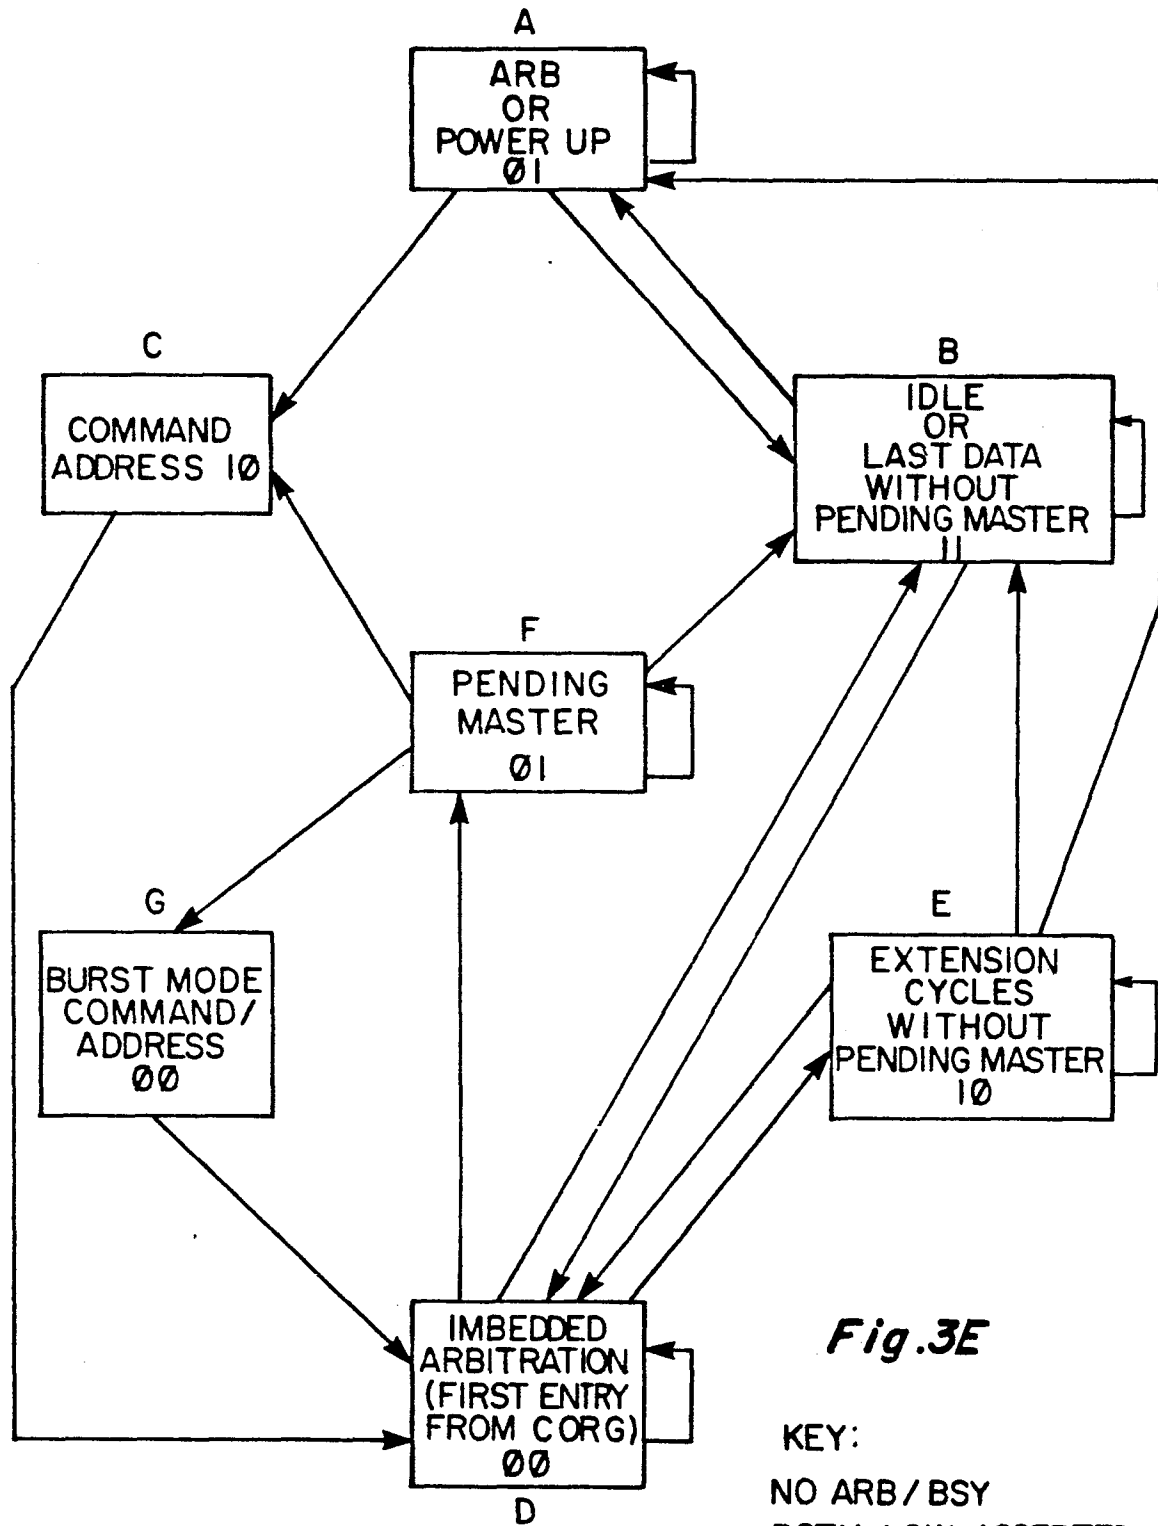 A
ARB
OR
POWER UP
Ø1
C
COMMAND
ADDRESS 1Ø
B
IDLE
OR
LAST DATA
WITHOUT
PENDING MASTER
11
F
PENDING
MASTER
Ø1
G
BURST MODE
COMMAND/
ADDRESS
ØØ
E
EXTENSION
CYCLES
WITHOUT
PENDING MASTER
1Ø
IMBEDDED
ARBITRATION
(FIRST ENTRY
FROM C ORG)
ØØ
D
Fig.3E
KEY:
NO ARB/BSY